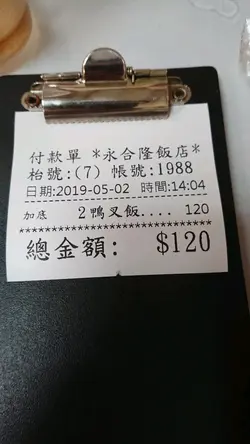 付款單 *永合隆飯店*
枱號:(7) 帳號:1988
日期:2019-05-02 時間:14:04
加底 2鴨叉飯.... 120
總金額: $120